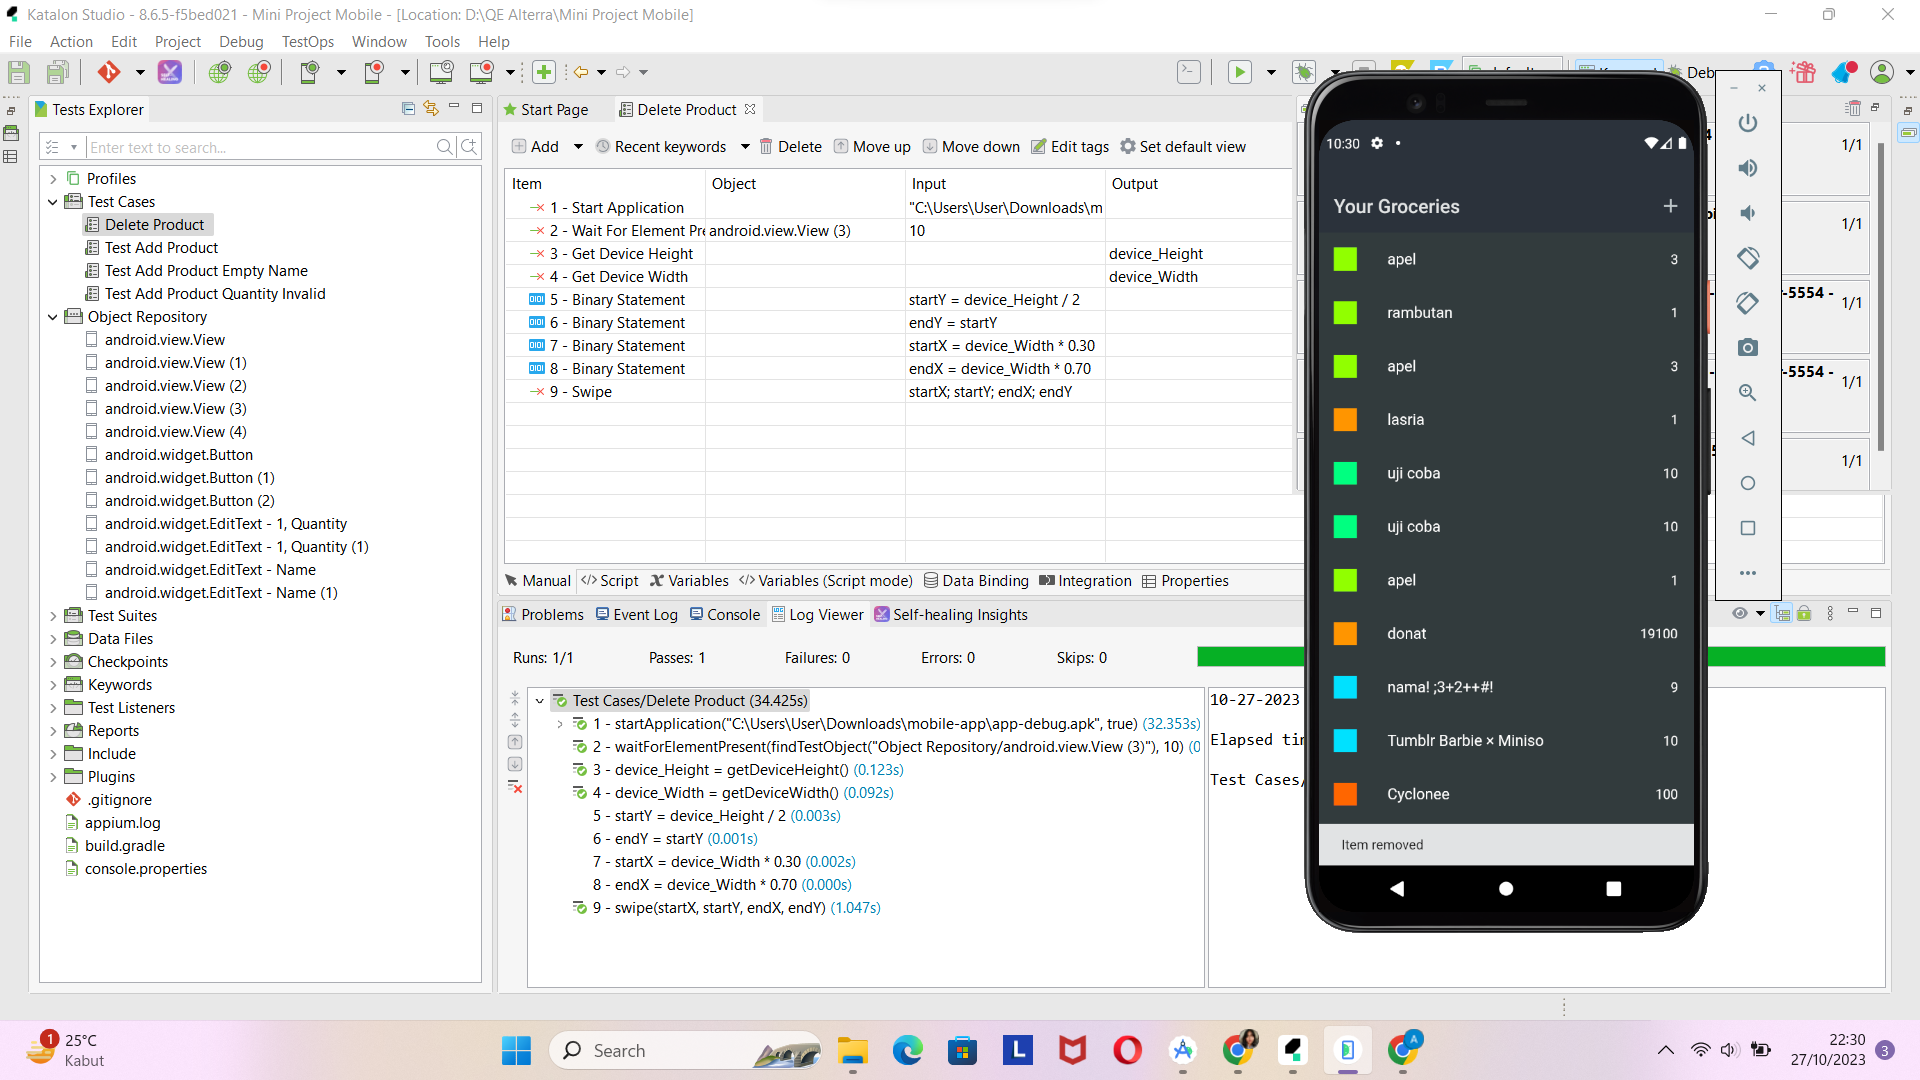 Katalon Studio - 8.6.5-f5bed021 - Mini Project Mobile - [Location: D:\QE Alterra\Mini Project Mobile]
File Action Edit Project Debug TestOps Window Tools Help
Tests Explorer
Enter text to search...
Profiles
Test Cases
Delete Product
Test Add Product
Test Add Product Empty Name
Test Add Product Quantity Invalid
Object Repository
android.view.View
android.view.View (1)
android.view.View (2)
android.view.View (3)
android.view.View (4)
android.widget.Button
android.widget.Button (1)
android.widget.Button (2)
android.widget.EditText - 1, Quantity
android.widget.EditText - 1, Quantity (1)
android.widget.EditText - Name
android.widget.EditText - Name (1)
Test Suites
Data Files
Checkpoints
Keywords
Test Listeners
Reports
Include
Plugins
.gitignore
appium.log
build.gradle
console.properties
Start Page
Delete Product
Add Recent keywords Delete Move up Move down Edit tags Set default view
Item Object Input Output
1 - Start Application "C:\Users\User\Downloads\m
2 - Wait For Element Pre android.view.View (3) 10
3 - Get Device Height device_Height
4 - Get Device Width device_Width
5 - Binary Statement startY = device_Height / 2
6 - Binary Statement endY = startY
7 - Binary Statement startX = device_Width * 0.30
8 - Binary Statement endX = device_Width * 0.70
9 - Swipe startX; startY; endX; endY
Manual Script Variables Variables (Script mode) Data Binding Integration Properties
Problems Event Log Console Log Viewer Self-healing Insights
Runs: 1/1 Passes: 1 Failures: 0 Errors: 0 Skips: 0
Test Cases/Delete Product (34.425s)
1 - startApplication("C:\Users\User\Downloads\mobile-app\app-debug.apk", true) (32.353s)
2 - waitForElementPresent(findTestObject("Object Repository/android.view.View (3)"), 10) (0
3 - device_Height = getDeviceHeight() (0.123s)
4 - device_Width = getDeviceWidth() (0.092s)
5 - startY = device_Height / 2 (0.003s)
6 - endY = startY (0.001s)
7 - startX = device_Width * 0.30 (0.002s)
8 - endX = device_Width * 0.70 (0.000s)
9 - swipe(startX, startY, endX, endY) (1.047s)
10-27-2023
Elapsed tin
Test Cases/
Deb
1/1
1/1
-5554 -
1/1
-5554 -
1/1
1/1
10:30
Your Groceries +
apel 3
rambutan 1
apel 3
lasria 1
uji coba 10
uji coba 10
apel 1
donat 19100
nama! ;3+2++#! 9
Tumblr Barbie × Miniso 10
Cyclonee 100
Item removed
1
25°C
Kabut
Search
L
A
22:30
27/10/2023
3